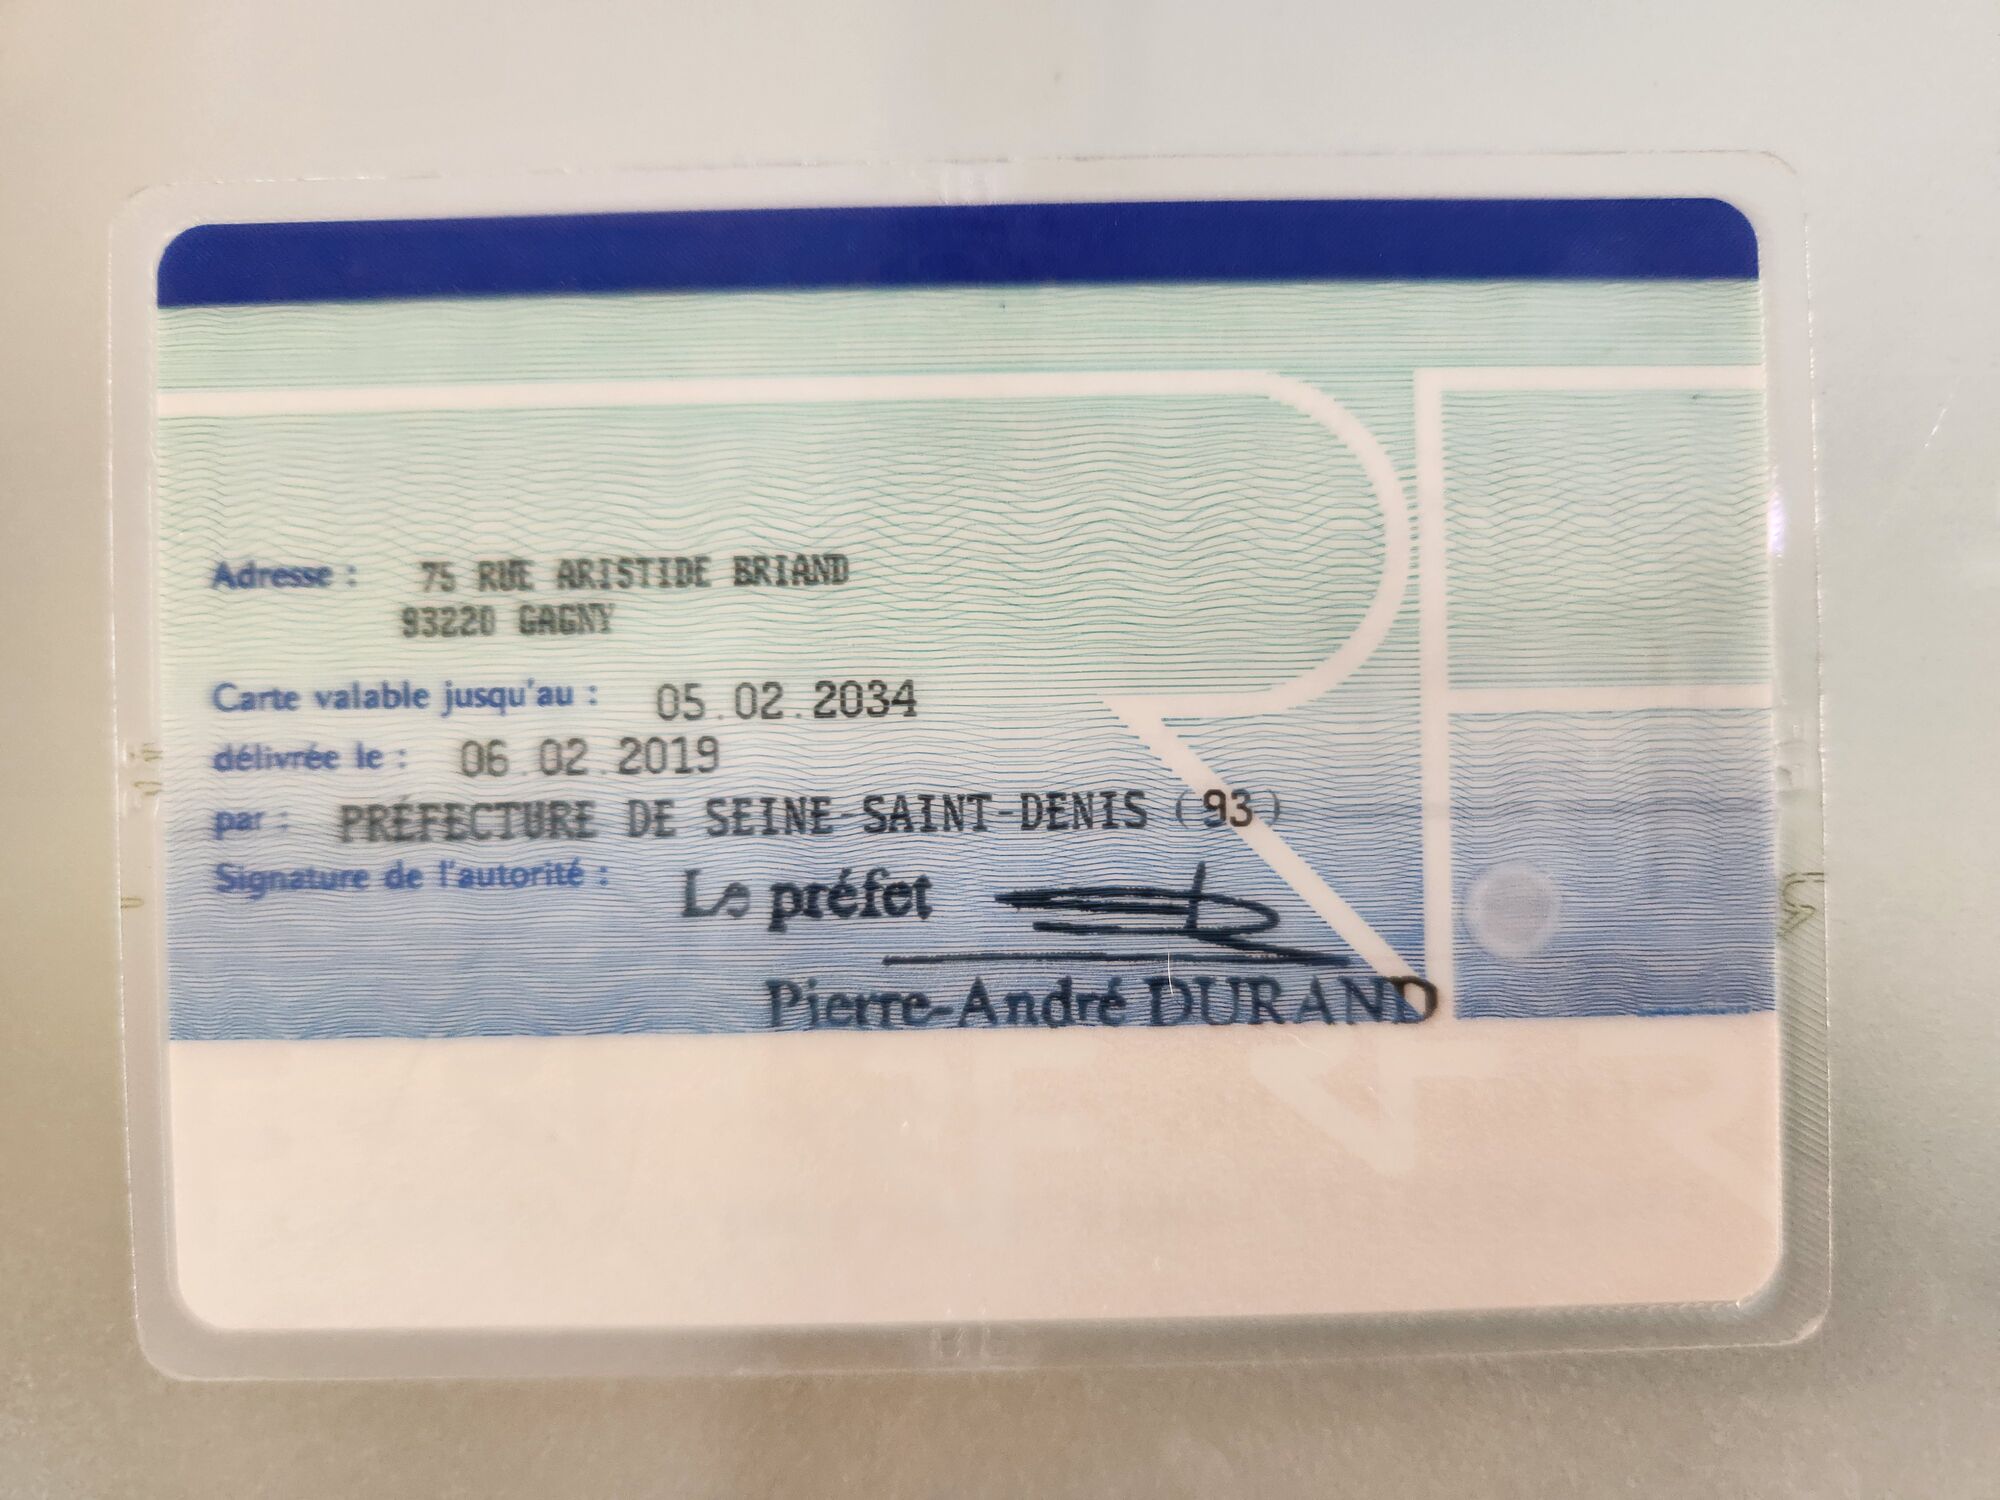 Adresse : 75 RUE ARISTIDE BRIAND
93220 GAGNY
Carte valable jusqu'au : 05.02.2034
délivrée le : 06.02.2019
par : PRÉFECTURE DE SEINE-SAINT-DENIS (93)
Signature de l'autorité : Le préfet
Pierre-André DURAND
RF